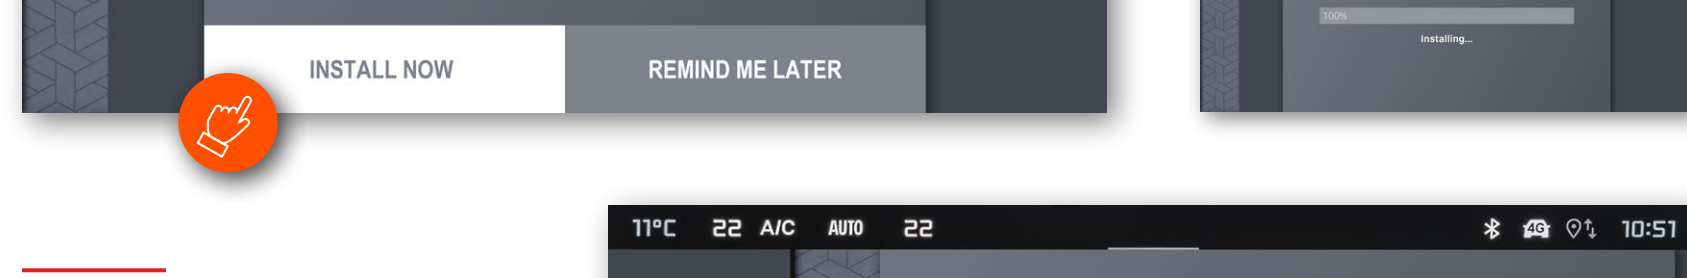 100%
Installing...
INSTALL NOW REMIND ME LATER
11°C 22 A/C AUTO 22 4G 10:51